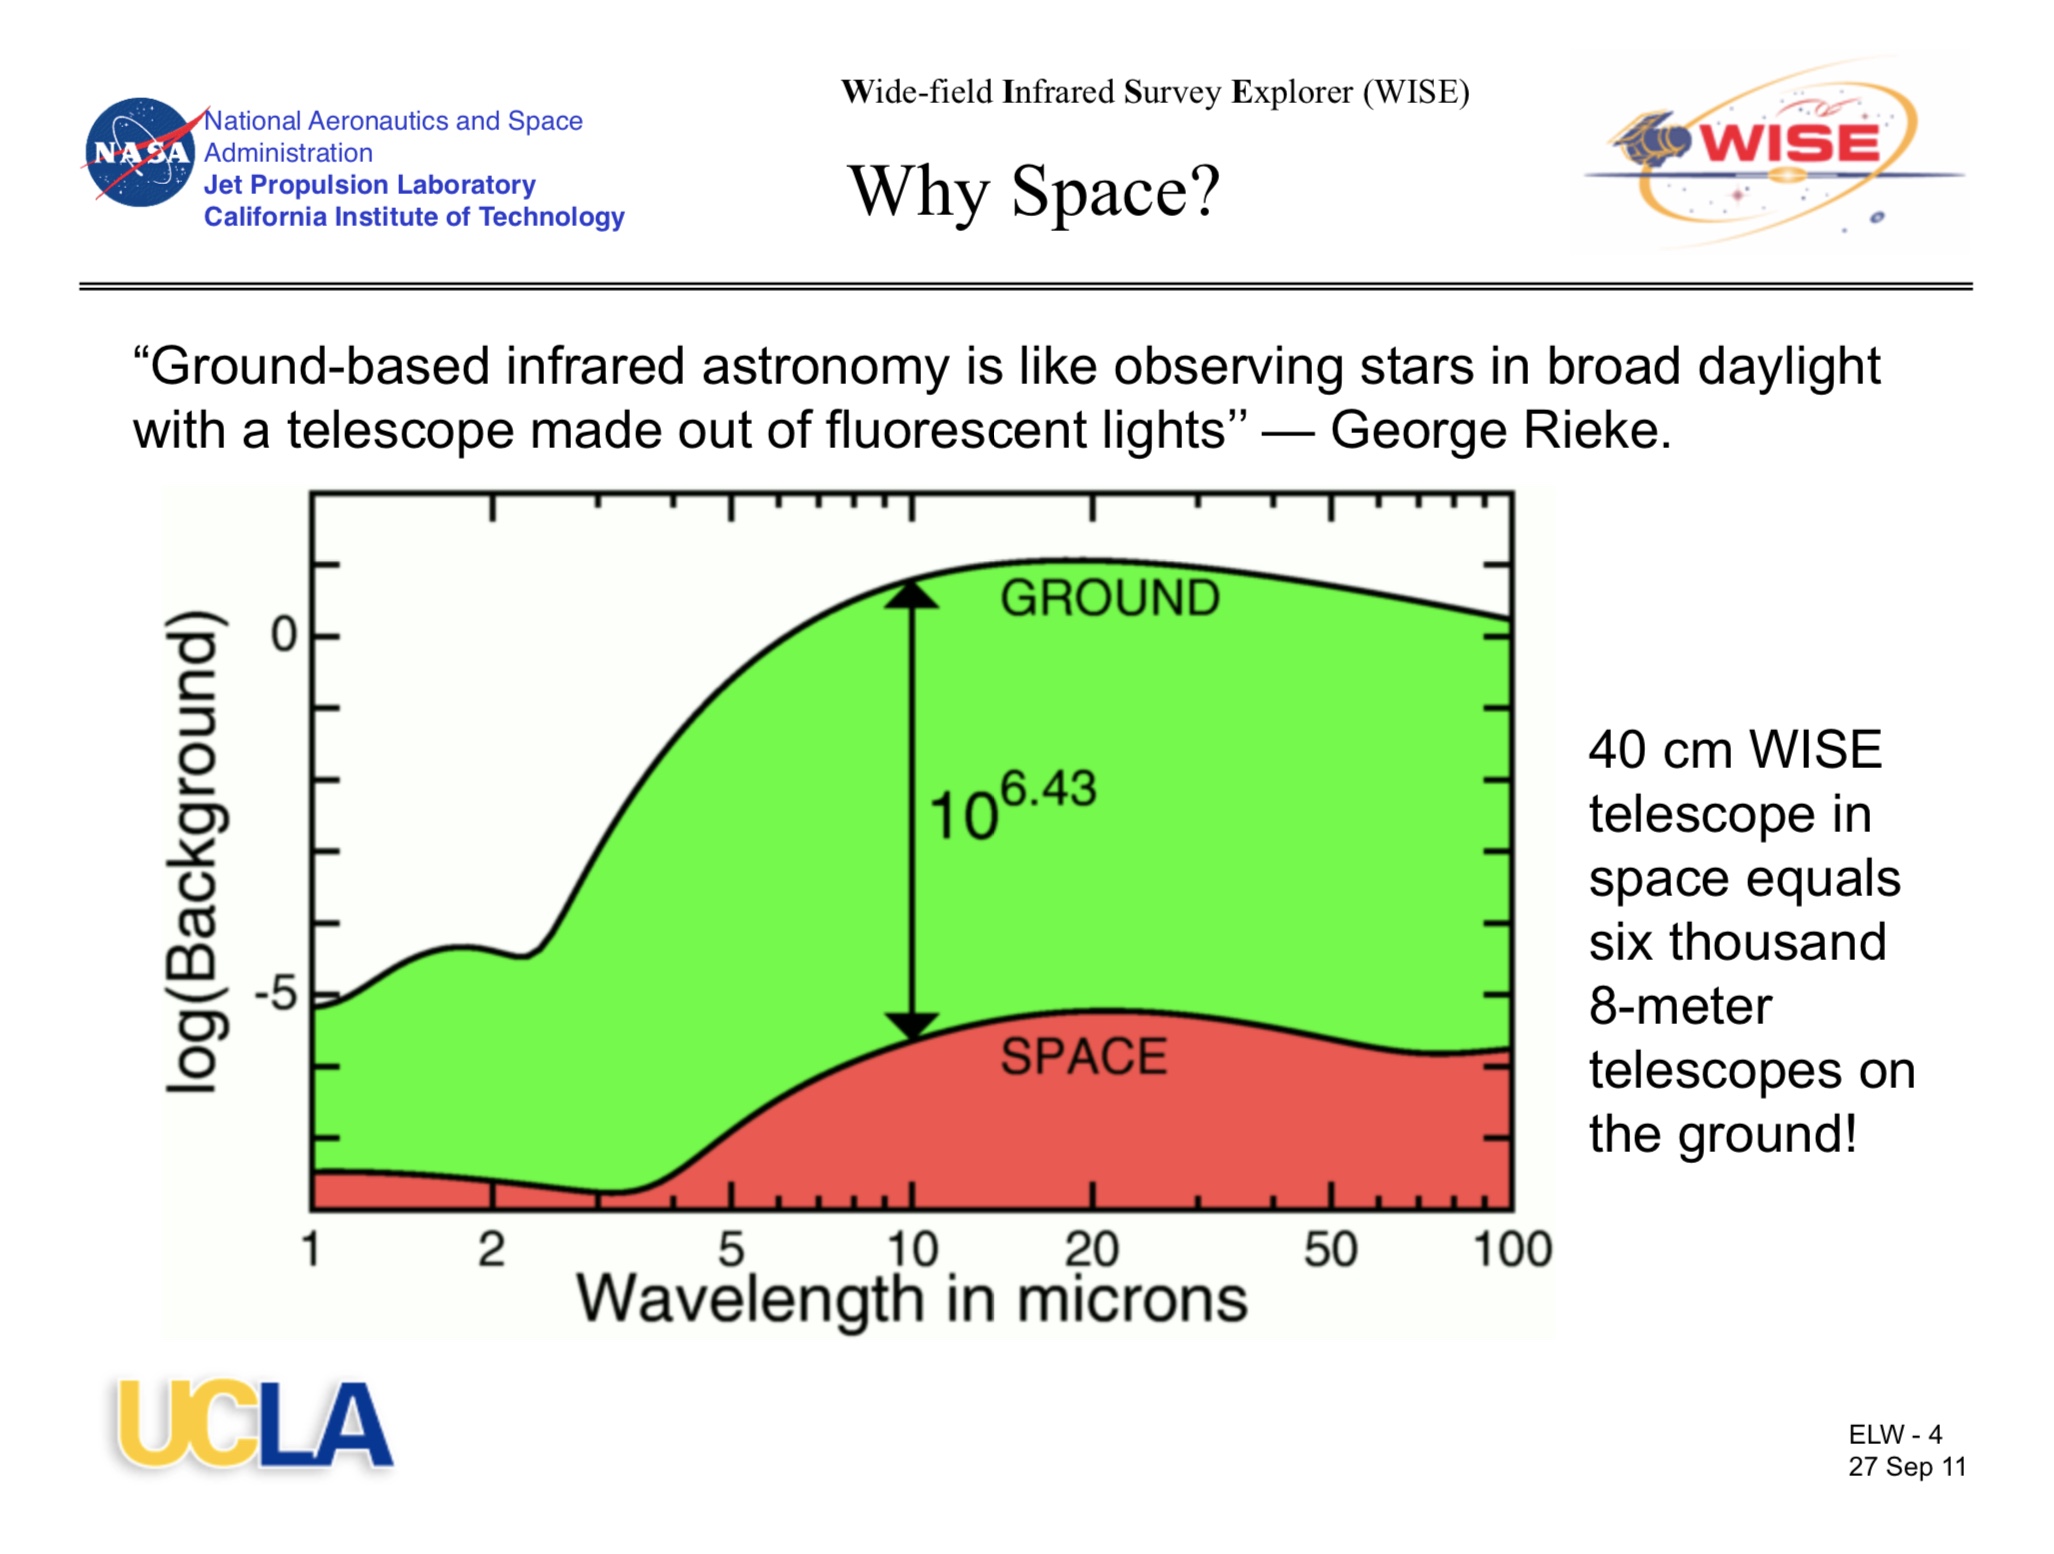 Wide-field Infrared Survey Explorer (WISE)
NASA
National Aeronautics and Space
Administration
Jet Propulsion Laboratory
California Institute of Technology
Why Space?
WISE
“Ground-based infrared astronomy is like observing stars in broad daylight
with a telescope made out of fluorescent lights” — George Rieke.
log(Background)
0
-5
GROUND
10^6.43
SPACE
1 2 5 10 20 50 100
Wavelength in microns
40 cm WISE
telescope in
space equals
six thousand
8-meter
telescopes on
the ground!
UCLA
ELW - 4
27 Sep 11